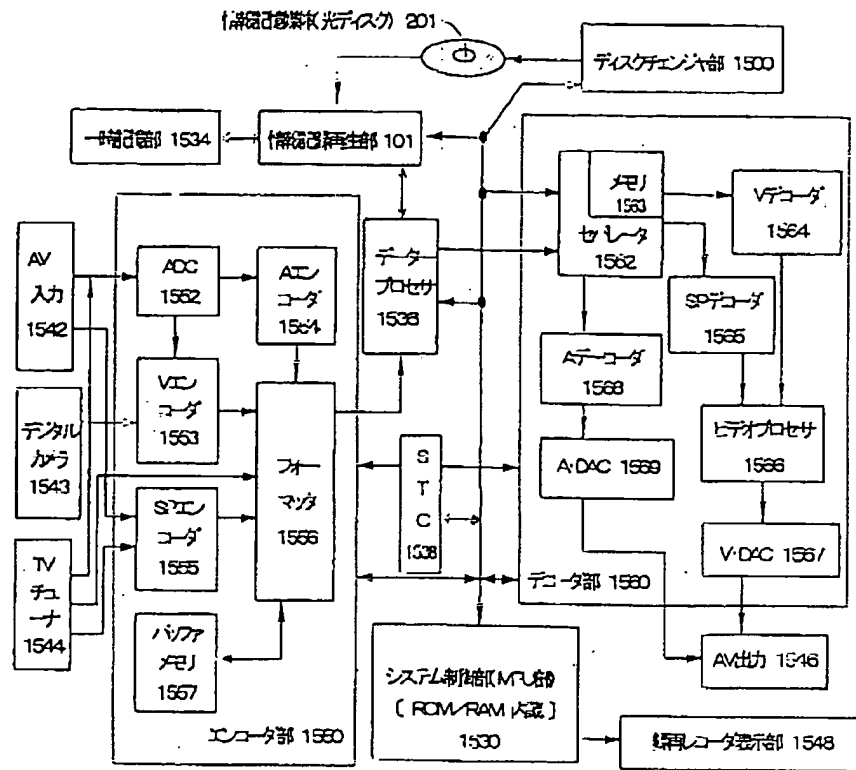 情報記録媒体(光ディスク) 201
ディスクチェンジャ部 1500
一時記憶部 1534
情報記録再生部 101
AV
入力
1542
デジタル
カメラ
1543
TV
チュ
ーナ
1544
ADC
1552
Aエン
コーダ
1554
Vエン
コーダ
1553
SPエン
コーダ
1555
フォー
マッタ
1556
バッファ
メモリ
1557
エンコーダ部 1550
データー
プロセサ
1536
S
T
C
1538
メモリ
1563
セパレータ
1562
Vデコーダ
1564
SPデコーダ
1565
Aデーコーダ
1568
ビデオプロセサ
1566
A・DAC 1569
V・DAC 1567
デコーダ部 1560
システム制御部(MPU部)
[ ROM/RAM 内蔵 ]
1530
AV出力 1546
録再レコーダ表示部 1548